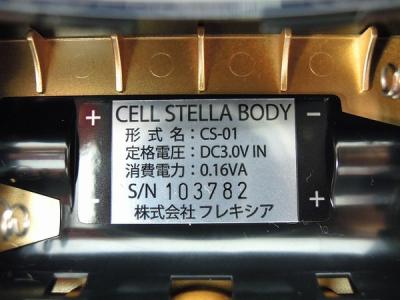 CELL STELLA BODY
形式名：CS-01
定格電圧：DC3.0V IN
消費電力：0.16VA
S/N 103782
株式会社 フレキシア
+ −
− +